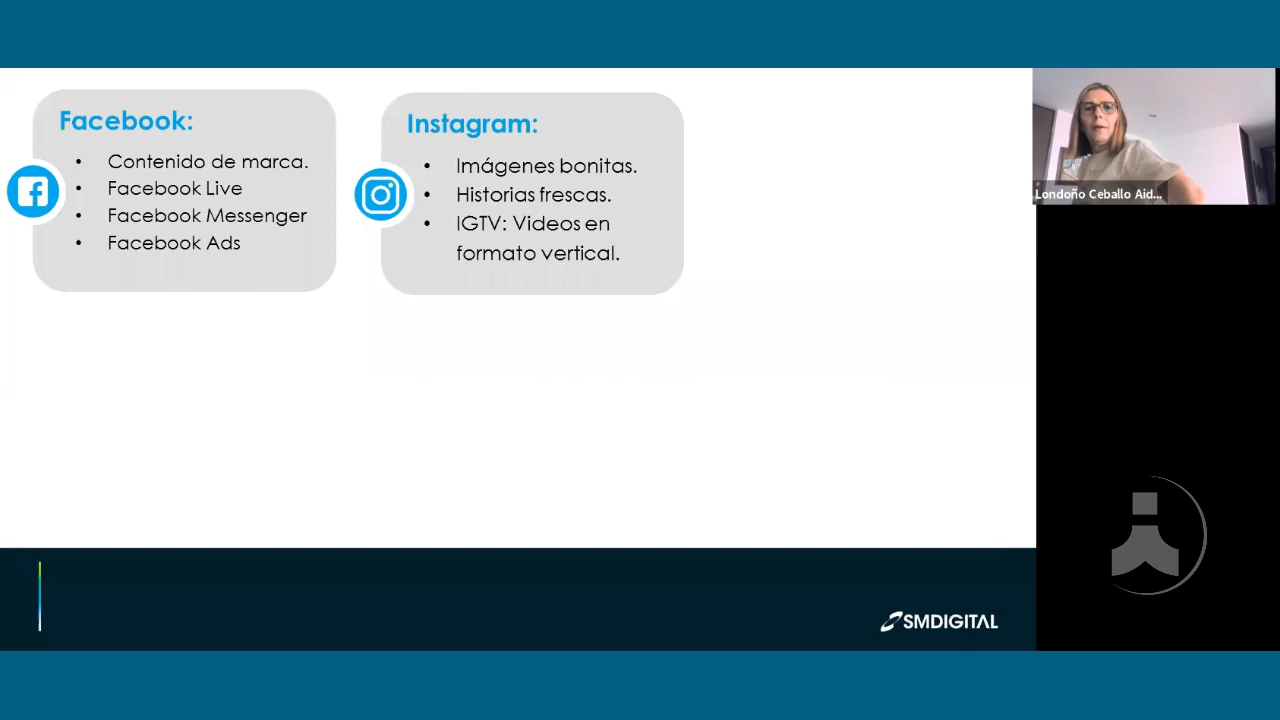 Facebook:
• Contenido de marca.
• Facebook Live
• Facebook Messenger
• Facebook Ads
Instagram:
• Imágenes bonitas.
• Historias frescas.
• IGTV: Videos en
formato vertical.
Londoño Ceballo Aid...
SMDIGITAL